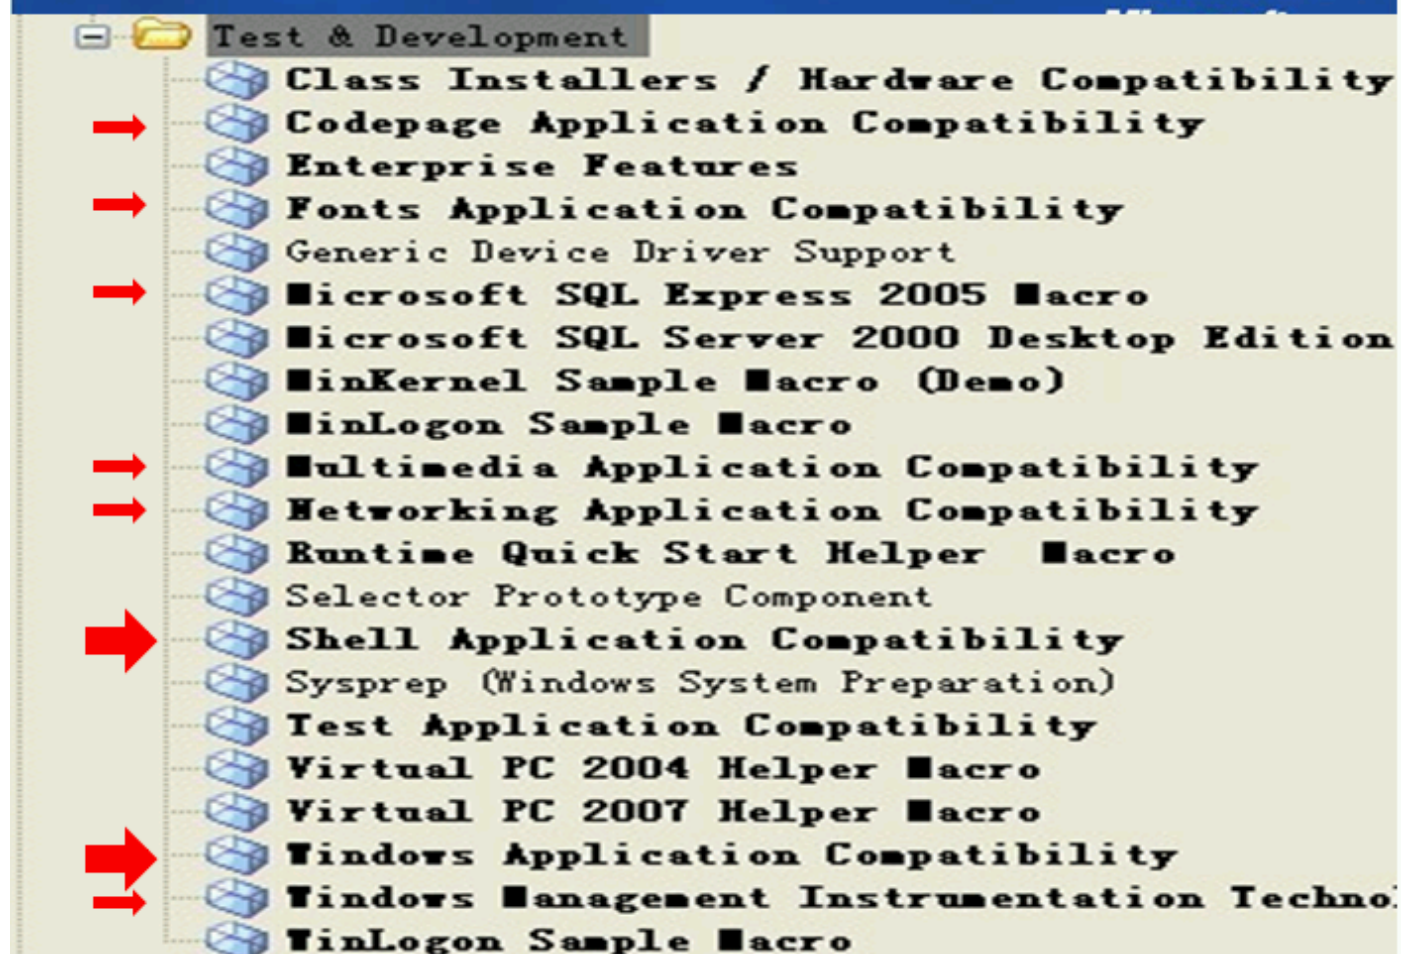 Test & Development
Class Installers / Hardware Compatibility
Codepage Application Compatibility
Enterprise Features
Fonts Application Compatibility
Generic Device Driver Support
Microsoft SQL Express 2005 Macro
Microsoft SQL Server 2000 Desktop Edition
MinKernel Sample Macro (Demo)
MinLogon Sample Macro
Multimedia Application Compatibility
Networking Application Compatibility
Runtime Quick Start Helper Macro
Selector Prototype Component
Shell Application Compatibility
Sysprep (Windows System Preparation)
Test Application Compatibility
Virtual PC 2004 Helper Macro
Virtual PC 2007 Helper Macro
Windows Application Compatibility
Windows Management Instrumentation Techno
WinLogon Sample Macro